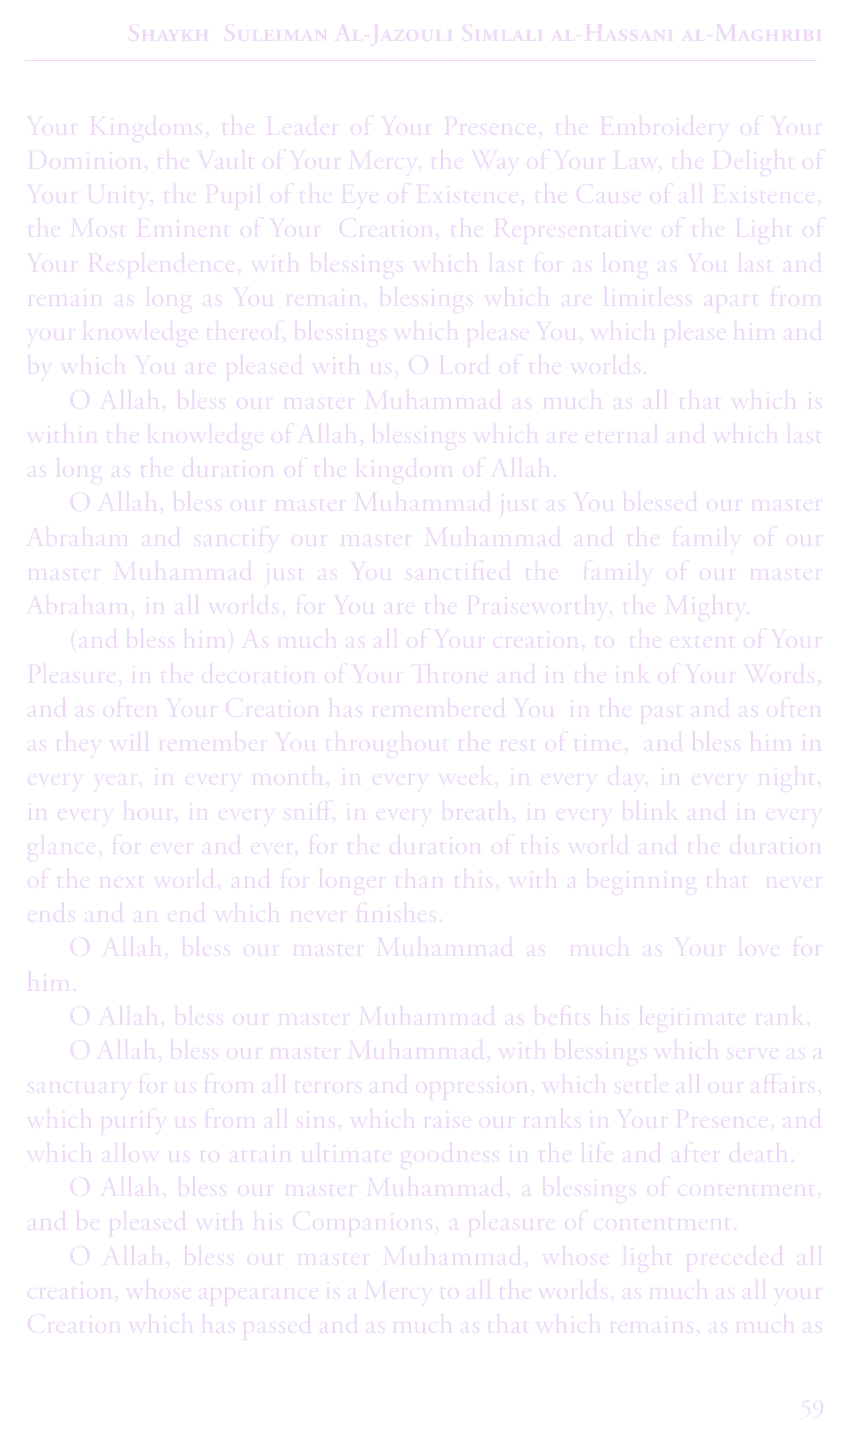 Shaykh Suleiman Al-Jazouli Simlali al-Hassani al-Maghribi
Your Kingdoms, the Leader of Your Presence, the Embroidery of Your
Dominion, the Vault of Your Mercy, the Way of Your Law, the Delight of
Your Unity, the Pupil of the Eye of Existence, the Cause of all Existence,
the Most Eminent of Your Creation, the Representative of the Light of
Your Resplendence, with blessings which last for as long as You last and
remain as long as You remain, blessings which are limitless apart from
your knowledge thereof, blessings which please You, which please him and
by which You are pleased with us, O Lord of the worlds.
O Allah, bless our master Muhammad as much as all that which is
within the knowledge of Allah, blessings which are eternal and which last
as long as the duration of the kingdom of Allah.
O Allah, bless our master Muhammad just as You blessed our master
Abraham and sanctify our master Muhammad and the family of our
master Muhammad just as You sanctified the family of our master
Abraham, in all worlds, for You are the Praiseworthy, the Mighty.
(and bless him) As much as all of Your creation, to the extent of Your
Pleasure, in the decoration of Your Throne and in the ink of Your Words,
and as often Your Creation has remembered You in the past and as often
as they will remember You throughout the rest of time, and bless him in
every year, in every month, in every week, in every day, in every night,
in every hour, in every sniff, in every breath, in every blink and in every
glance, for ever and ever, for the duration of this world and the duration
of the next world, and for longer than this, with a beginning that never
ends and an end which never finishes.
O Allah, bless our master Muhammad as much as Your love for
him.
O Allah, bless our master Muhammad as befits his legitimate rank.
O Allah, bless our master Muhammad, with blessings which serve as a
sanctuary for us from all terrors and oppression, which settle all our affairs,
which purify us from all sins, which raise our ranks in Your Presence, and
which allow us to attain ultimate goodness in the life and after death.
O Allah, bless our master Muhammad, a blessings of contentment,
and be pleased with his Companions, a pleasure of contentment.
O Allah, bless our master Muhammad, whose light preceded all
creation, whose appearance is a Mercy to all the worlds, as much as all your
Creation which has passed and as much as that which remains, as much as
59